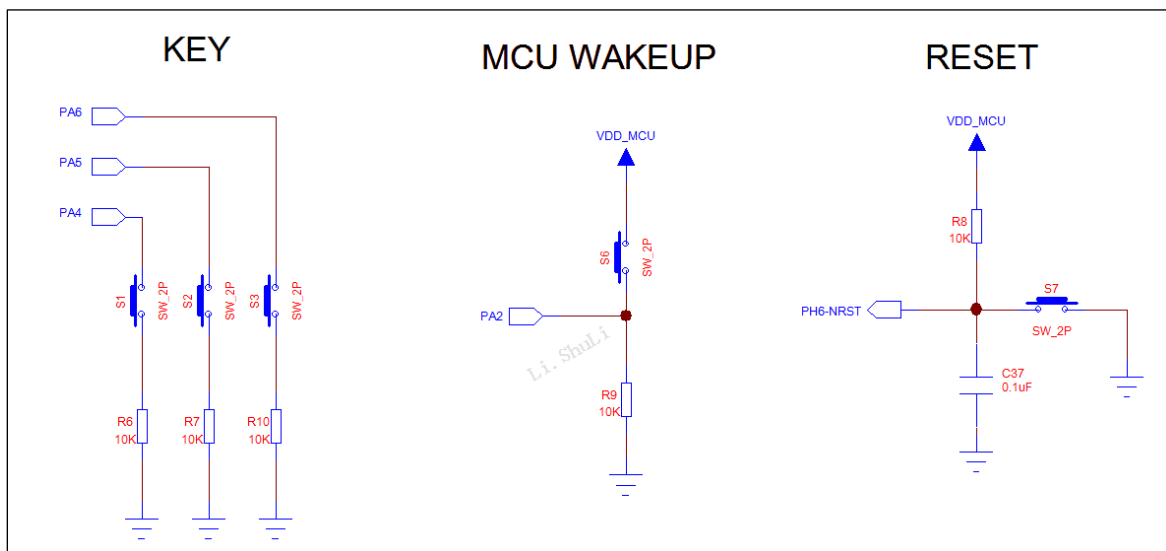 KEY
PA6
PA5
PA4
S1
SW_2P
S2
SW_2P
S3
SW_2P
R6
10K
R7
10K
R10
10K
MCU WAKEUP
VDD_MCU
S6
SW_2P
PA2
R9
10K
Li.ShuLi
RESET
VDD_MCU
R8
10K
PH6-NRST
S7
SW_2P
C37
0.1uF